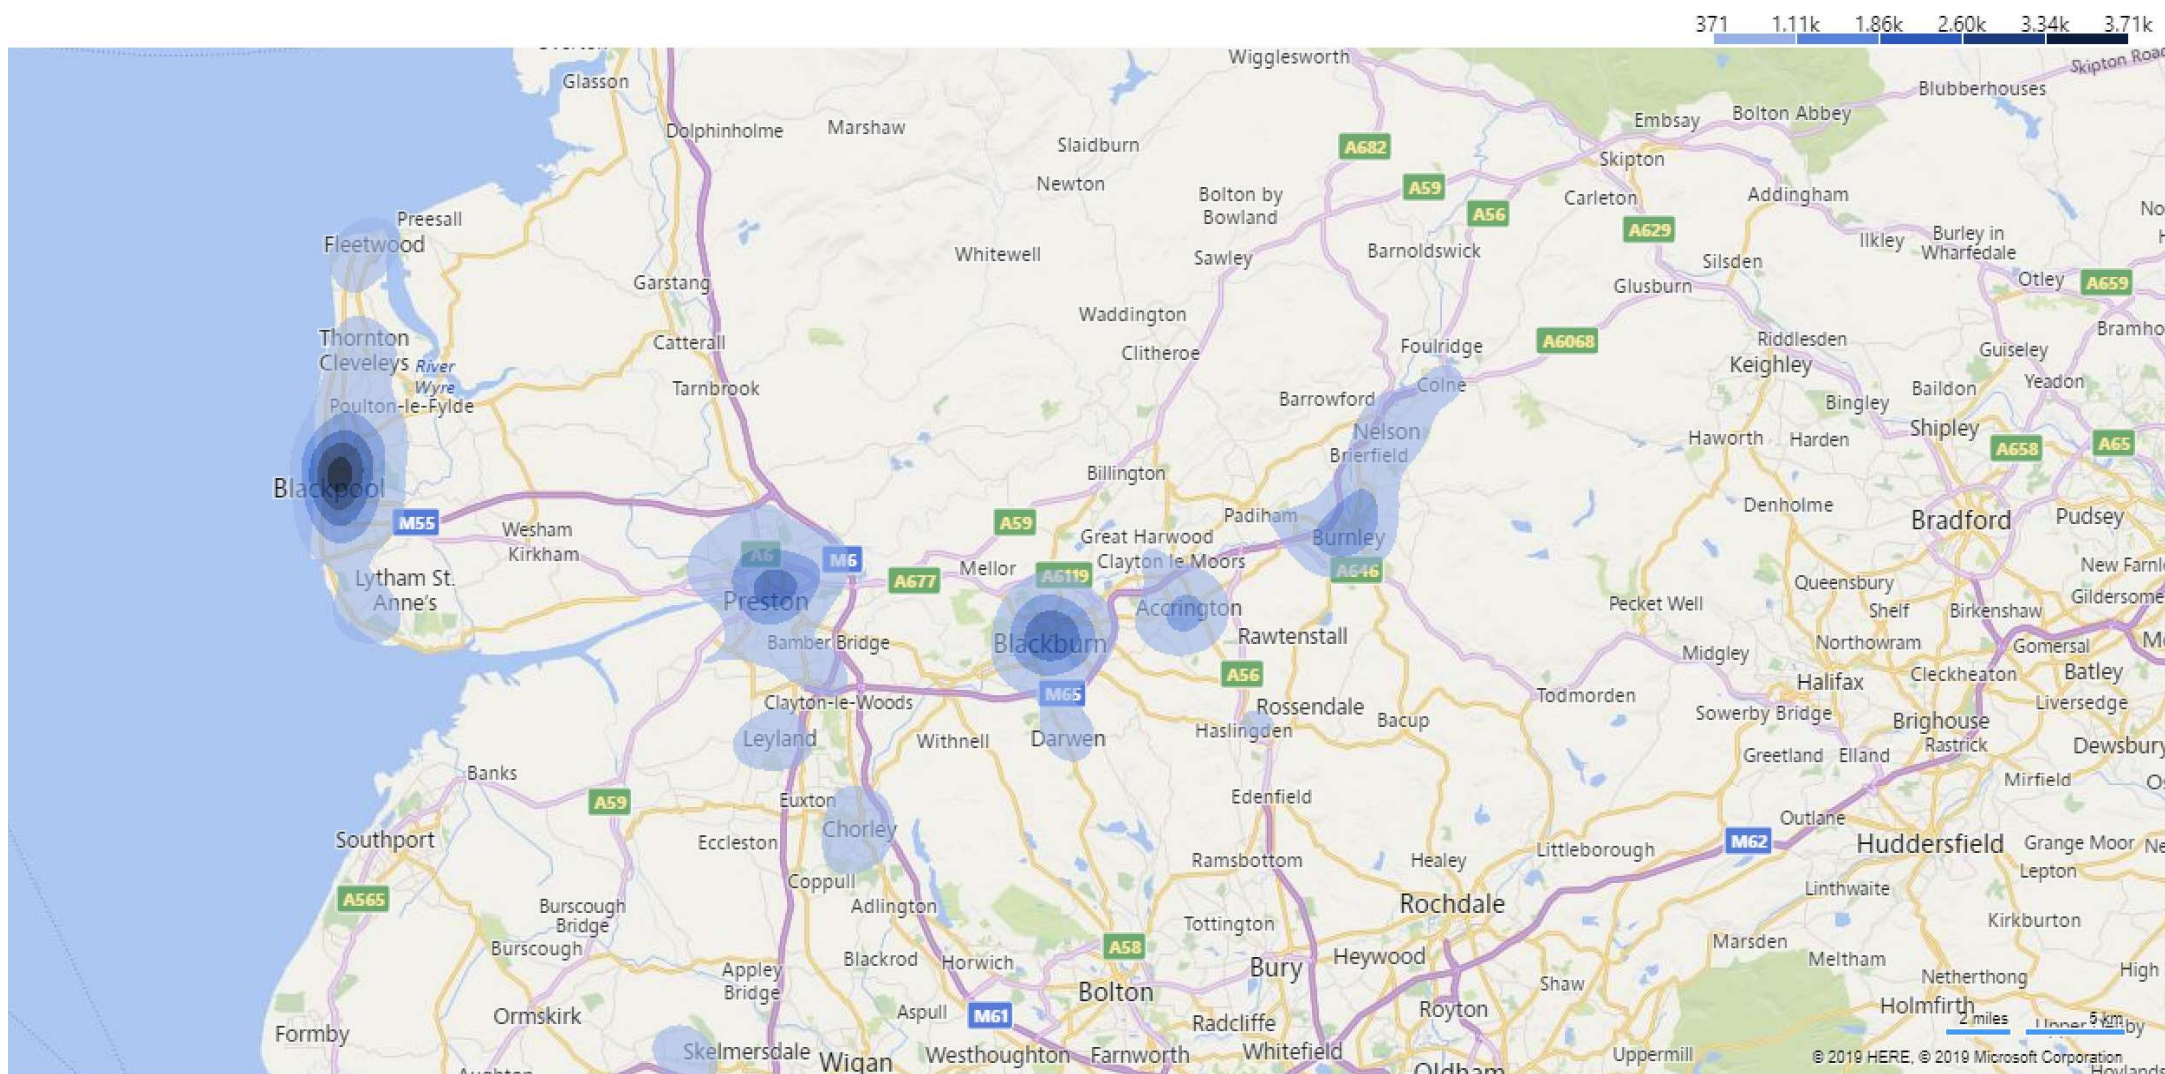 371 1.11k 1.86k 2.60k 3.34k 3.71k
Wigglesworth
Skipton Road
Glasson
Blubberhouses
Bolton Abbey
Embsay
Dolphinholme
Marshaw
Slaidburn
A682
Skipton
Newton
A59
Bolton by
Bowland
Carleton
Addingham
A56
Preesall
A629
Fleetwood
Whitewell
Sawley
Barnoldswick
Ilkley
Burley in
Wharfedale
Silsden
Garstang
Glusburn
Otley
A659
Waddington
Thornton
Cleveleys
River
Wyre
Catterall
Clitheroe
Foulridge
A6068
Riddlesden
Keighley
Guiseley
Bramho
Tarnbrook
Colne
Baildon
Yeadon
Poulton-le-Fylde
Barrowford
Bingley
Nelson
Brierfield
Haworth
Harden
Shipley
A658
A65
Billington
Blackpool
M55
Wesham
Kirkham
A59
Padiham
Denholme
Bradford
Pudsey
Great Harwood
Burnley
Clayton le Moors
A6
M6
A677
Mellor
A6119
A646
New Farnl
Queensbury
Lytham St.
Anne's
Preston
Accrington
Pecket Well
Shelf
Birkenshaw
Gildersome
Bamber Bridge
Blackburn
Rawtenstall
Northowram
Gomersal
Midgley
A56
Cleckheaton
Batley
Halifax
M65
Todmorden
Clayton-le-Woods
Rossendale
Bacup
Sowerby Bridge
Liversedge
Brighouse
Leyland
Withnell
Darwen
Haslingden
Greetland
Elland
Rastrick
Dewsbury
Banks
Mirfield
A59
Euxton
Edenfield
Outlane
Southport
Chorley
Eccleston
M62
Huddersfield
Grange Moor
Ramsbottom
Healey
Littleborough
Lepton
Coppull
Linthwaite
A565
Burscough
Bridge
Adlington
Rochdale
Kirkburton
Tottington
Burscough
A58
Marsden
Blackrod
Horwich
Bury
Heywood
Meltham
Appley
Bridge
Netherthong
High
Shaw
Bolton
Holmfirth
Ormskirk
Aspull
M61
Royton
Formby
Radcliffe
2 miles
5 km
Skelmersdale
Wigan
Westhoughton
Farnworth
Whitefield
Uppermill
© 2019 HERE, © 2019 Microsoft Corporation
Oldham